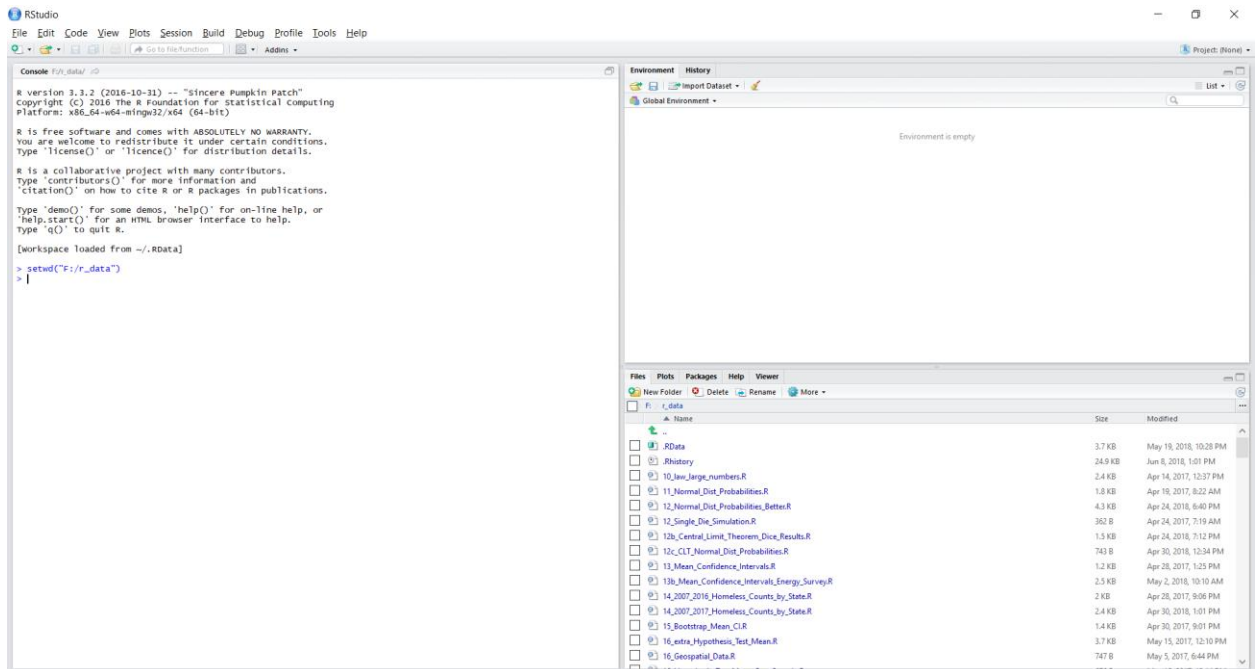 RStudio
File Edit Code View Plots Session Build Debug Profile Tools Help
Go to file/function Addins Project: (None)
Console F:/r_data/
R version 3.3.2 (2016-10-31) -- "Sincere Pumpkin Patch"
Copyright (C) 2016 The R Foundation for Statistical Computing
Platform: x86_64-w64-mingw32/x64 (64-bit)
R is free software and comes with ABSOLUTELY NO WARRANTY.
You are welcome to redistribute it under certain conditions.
Type 'license()' or 'licence()' for distribution details.
R is a collaborative project with many contributors.
Type 'contributors()' for more information and
'citation()' on how to cite R or R packages in publications.
Type 'demo()' for some demos, 'help()' for on-line help, or
'help.start()' for an HTML browser interface to help.
Type 'q()' to quit R.
[Workspace loaded from ~/.RData]
> setwd("F:/r_data")
>
Environment History
Import Dataset List
Global Environment
Environment is empty
Files Plots Packages Help Viewer
New Folder Delete Rename More
F: r_data
Name Size Modified
..
.RData 3.7 KB May 19, 2018, 10:28 PM
.Rhistory 24.9 KB Jun 8, 2018, 1:01 PM
10_law_large_numbers.R 2.4 KB Apr 14, 2017, 12:37 PM
11_Normal_Dist_Probabilities.R 1.8 KB Apr 19, 2017, 8:22 AM
12_Normal_Dist_Probabilities_Better.R 4.3 KB Apr 24, 2018, 6:40 PM
12_Single_Die_Simulation.R 362 B Apr 24, 2017, 7:19 AM
12b_Central_Limit_Theorem_Dice_Results.R 1.5 KB Apr 24, 2018, 7:12 PM
12c_CLT_Normal_Dist_Probabilities.R 743 B Apr 30, 2018, 12:34 PM
13_Mean_Confidence_Intervals.R 1.2 KB Apr 28, 2017, 1:25 PM
13b_Mean_Confidence_Intervals_Energy_Survey.R 2.5 KB May 2, 2018, 10:10 AM
14_2007_2016_Homeless_Counts_by_State.R 2 KB Apr 28, 2017, 9:06 PM
14_2007_2017_Homeless_Counts_by_State.R 2.4 KB Apr 30, 2018, 1:01 PM
15_Bootstrap_Mean_CI.R 1.4 KB Apr 30, 2017, 9:01 PM
16_extra_Hypothesis_Test_Mean.R 3.7 KB May 15, 2017, 12:10 PM
16_Geospatial_Data.R 747 B May 5, 2017, 6:44 PM